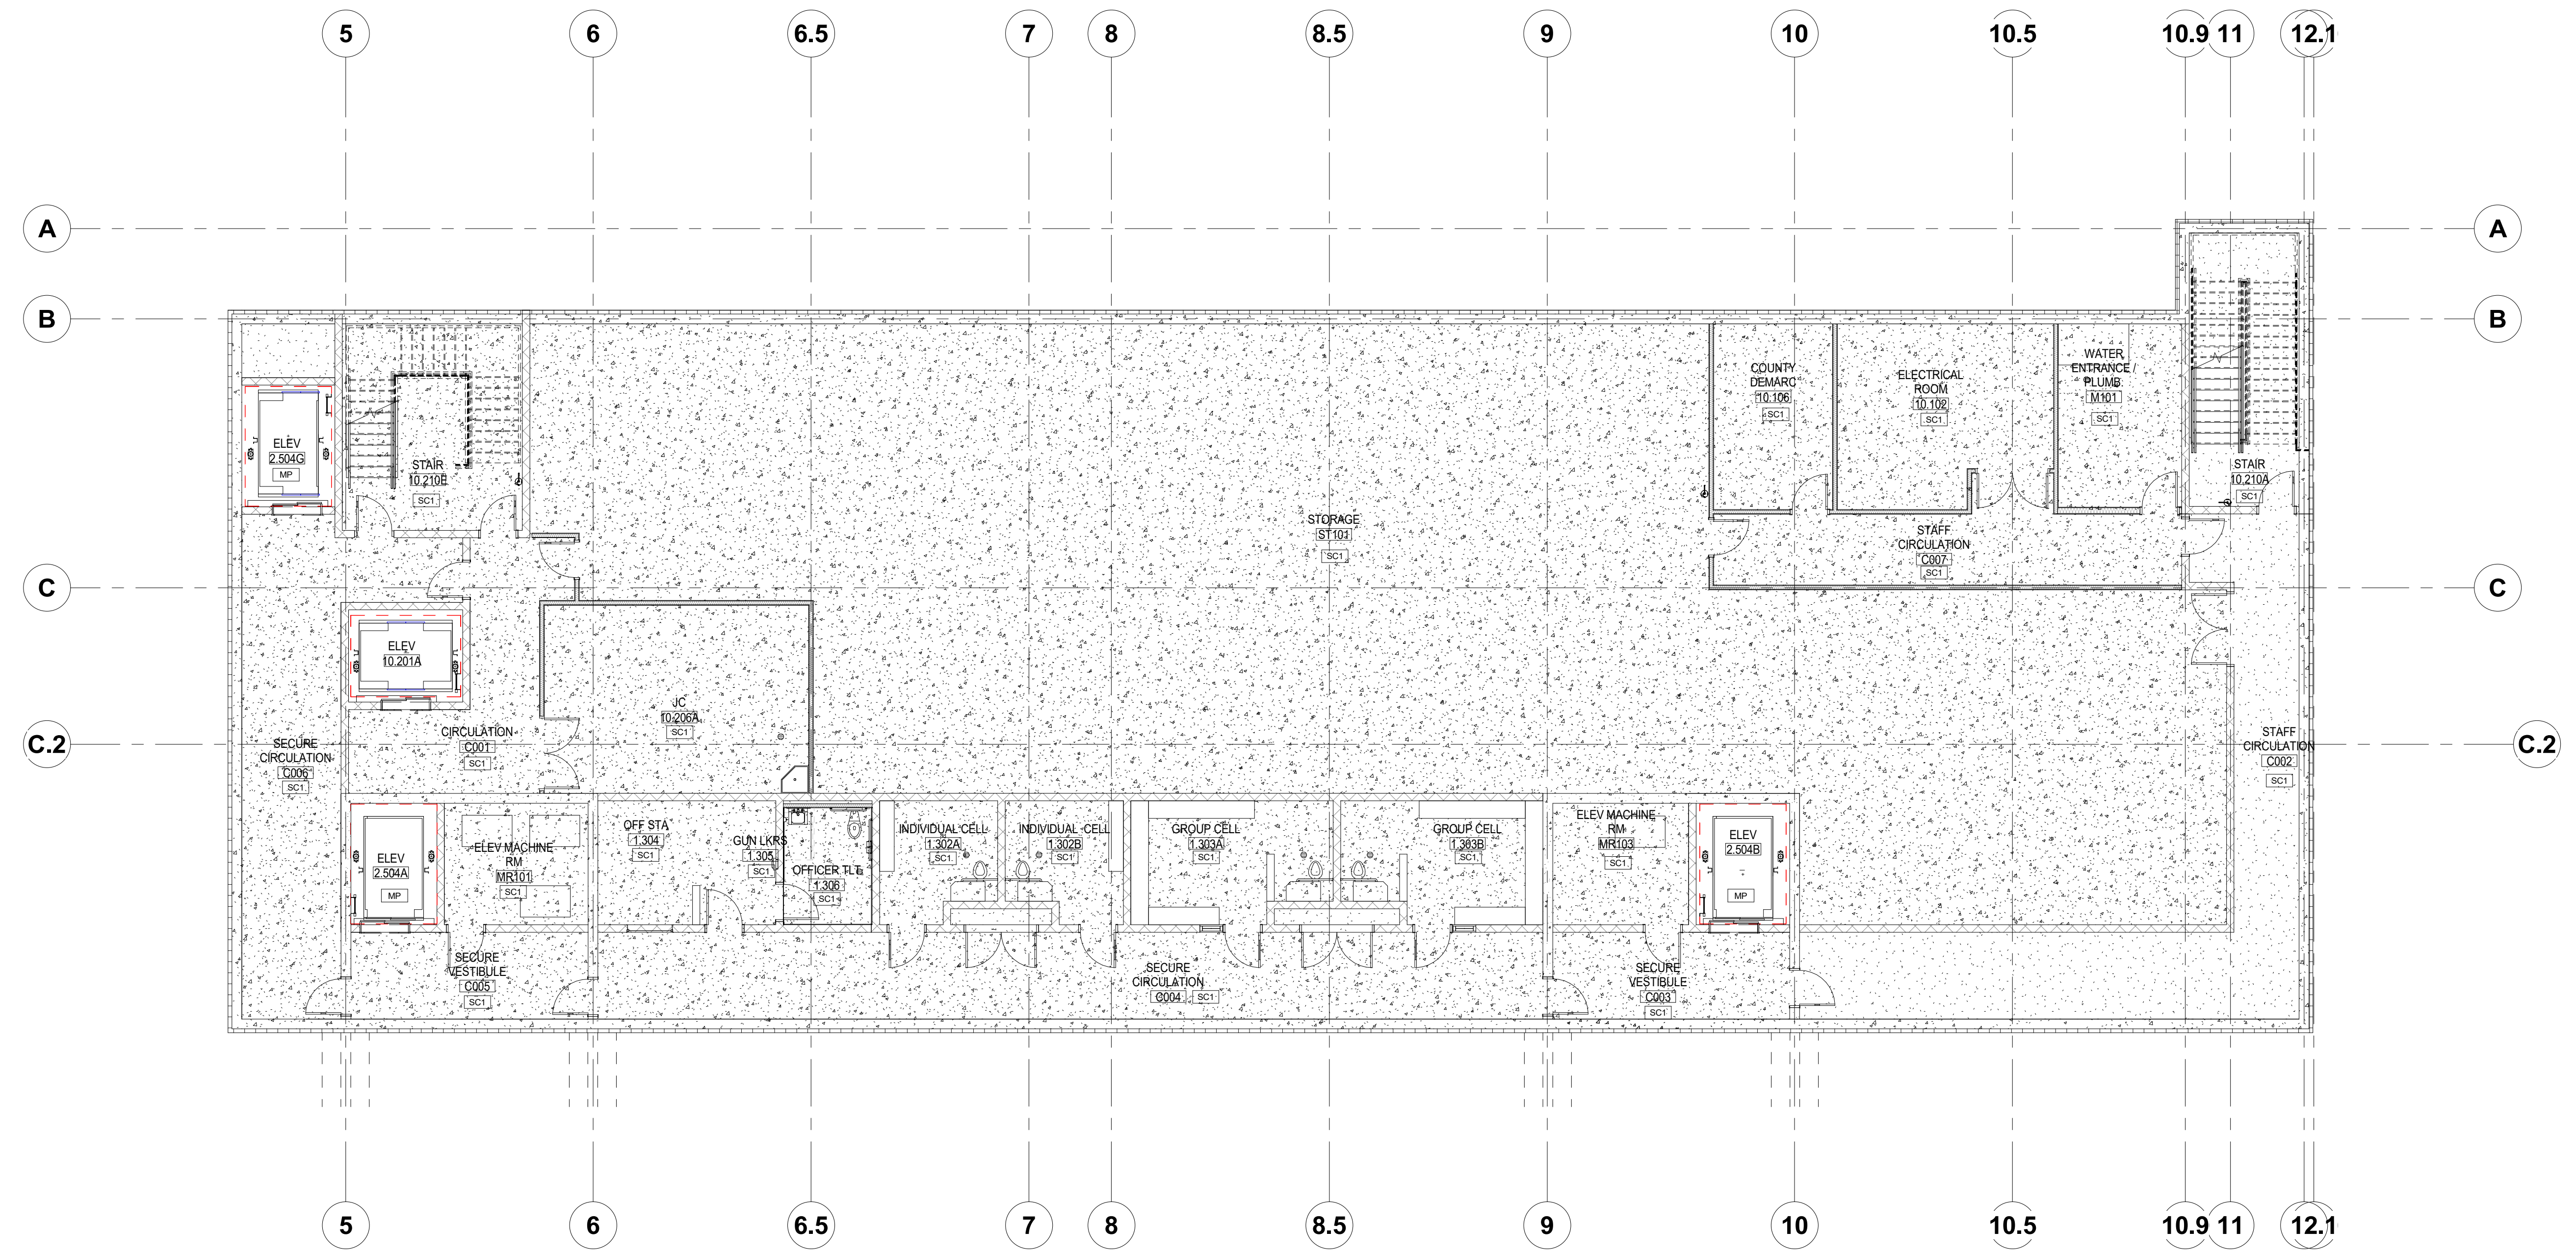 5 6 6.5 7 8 8.5 9 10 10.5 10.9 11 12.1
A A
B B
COUNTY
DEMARC
10.106
SC1
ELECTRICAL
ROOM
10.102
SC1
WATER
ENTRANCE /
PLUMB
M101
SC1
ELEV
2.504G
MP
STAIR
10.210E
SC1
STAIR
10.210A
SC1
STORAGE
ST101
SC1
STAFF
CIRCULATION
C007
SC1
C C
ELEV
10.201A
JC
10.206A
SC1
CIRCULATION
C001
SC1
SECURE
CIRCULATION
C006
SC1
C.2 C.2
STAFF
CIRCULATION
C002
SC1
ELEV
2.504A
MP
ELEV MACHINE
RM
MR101
SC1
OFF STA
1.304
SC1
GUN LKRS
1.305
SC1
OFFICER TLT
1.306
SC1
INDIVIDUAL CELL
1.302A
SC1
INDIVIDUAL CELL
1.302B
SC1
GROUP CELL
1.303A
SC1
GROUP CELL
1.303B
SC1
ELEV MACHINE
RM
MR103
SC1
ELEV
2.504B
MP
SECURE
VESTIBULE
C005
SC1
SECURE
CIRCULATION
C004 SC1
SECURE
VESTIBULE
C003
SC1
5 6 6.5 7 8 8.5 9 10 10.5 10.9 11 12.1